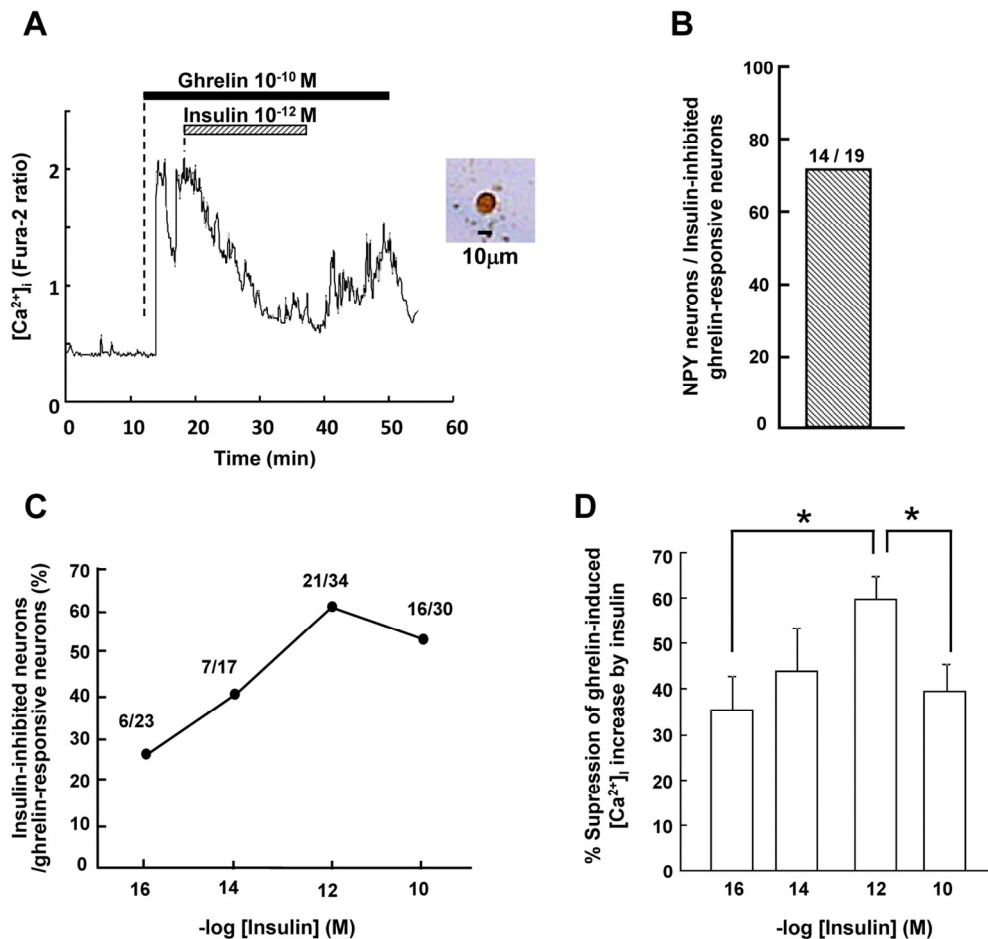 A
Ghrelin 10⁻¹⁰ M
Insulin 10⁻¹² M
[Ca²⁺]ᵢ (Fura-2 ratio)
2
1
0
0 10 20 30 40 50 60
Time (min)
10μm
B
NPY neurons / Insulin-inhibited
ghrelin-responsive neurons
100
80
60
40
20
0
14 / 19
C
Insulin-inhibited neurons
/ghrelin-responsive neurons (%)
70
60
50
40
30
20
10
0
6/23
7/17
21/34
16/30
16 14 12 10
-log [Insulin] (M)
D
% Supression of ghrelin-induced
[Ca²⁺]ᵢ increase by insulin
70
60
50
40
30
20
10
0
* *
16 14 12 10
-log [Insulin] (M)